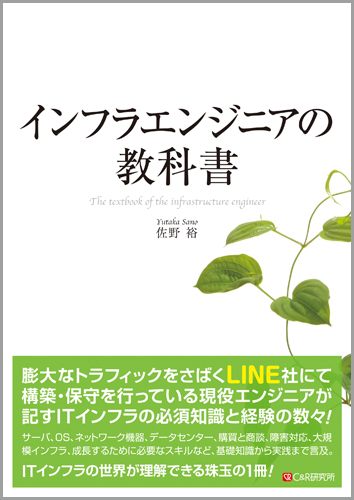 インフラエンジニアの
教科書
The textbook of the infrastructure engineer
Yutaka Sano
佐野 裕
膨大なトラフィックをさばくLINE社にて
構築・保守を行っている現役エンジニアが
記すITインフラの必須知識と経験の数々!
サーバ、OS、ネットワーク機器、データセンター、購買と商談、障害対応、大規
模インフラ、成長するために必要なスキルなど、基礎知識から実践まで言及。
ITインフラの世界が理解できる珠玉の1冊!
C&R研究所